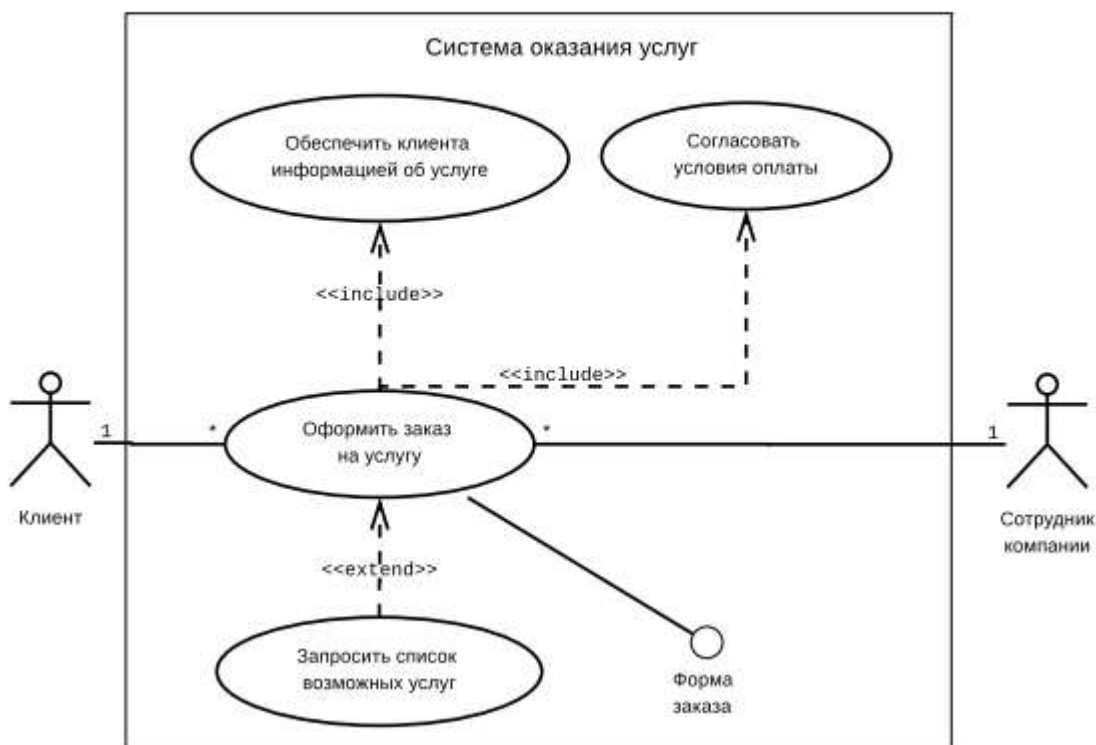 Система оказания услуг
Обеспечить клиента
информацией об услуге
Согласовать
условия оплаты
<<include>>
<<include>>
1
*
Оформить заказ
на услугу
*
1
Клиент
Сотрудник
компании
<<extend>>
Запросить список
возможных услуг
Форма
заказа